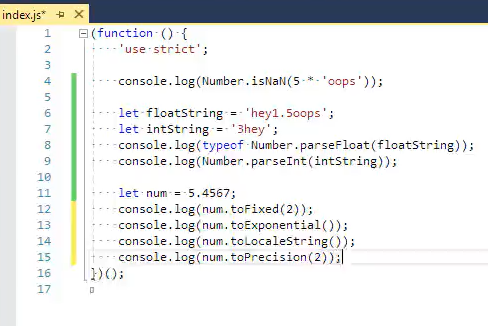 index.js*
1 (function () {
2 'use strict';
3
4 console.log(Number.isNaN(5 * 'oops'));
5
6 let floatString = 'hey1.5oops';
7 let intString = '3hey';
8 console.log(typeof Number.parseFloat(floatString));
9 console.log(Number.parseInt(intString));
10
11 let num = 5.4567;
12 console.log(num.toFixed(2));
13 console.log(num.toExponential());
14 console.log(num.toLocaleString());
15 console.log(num.toPrecision(2));
16 })();
17